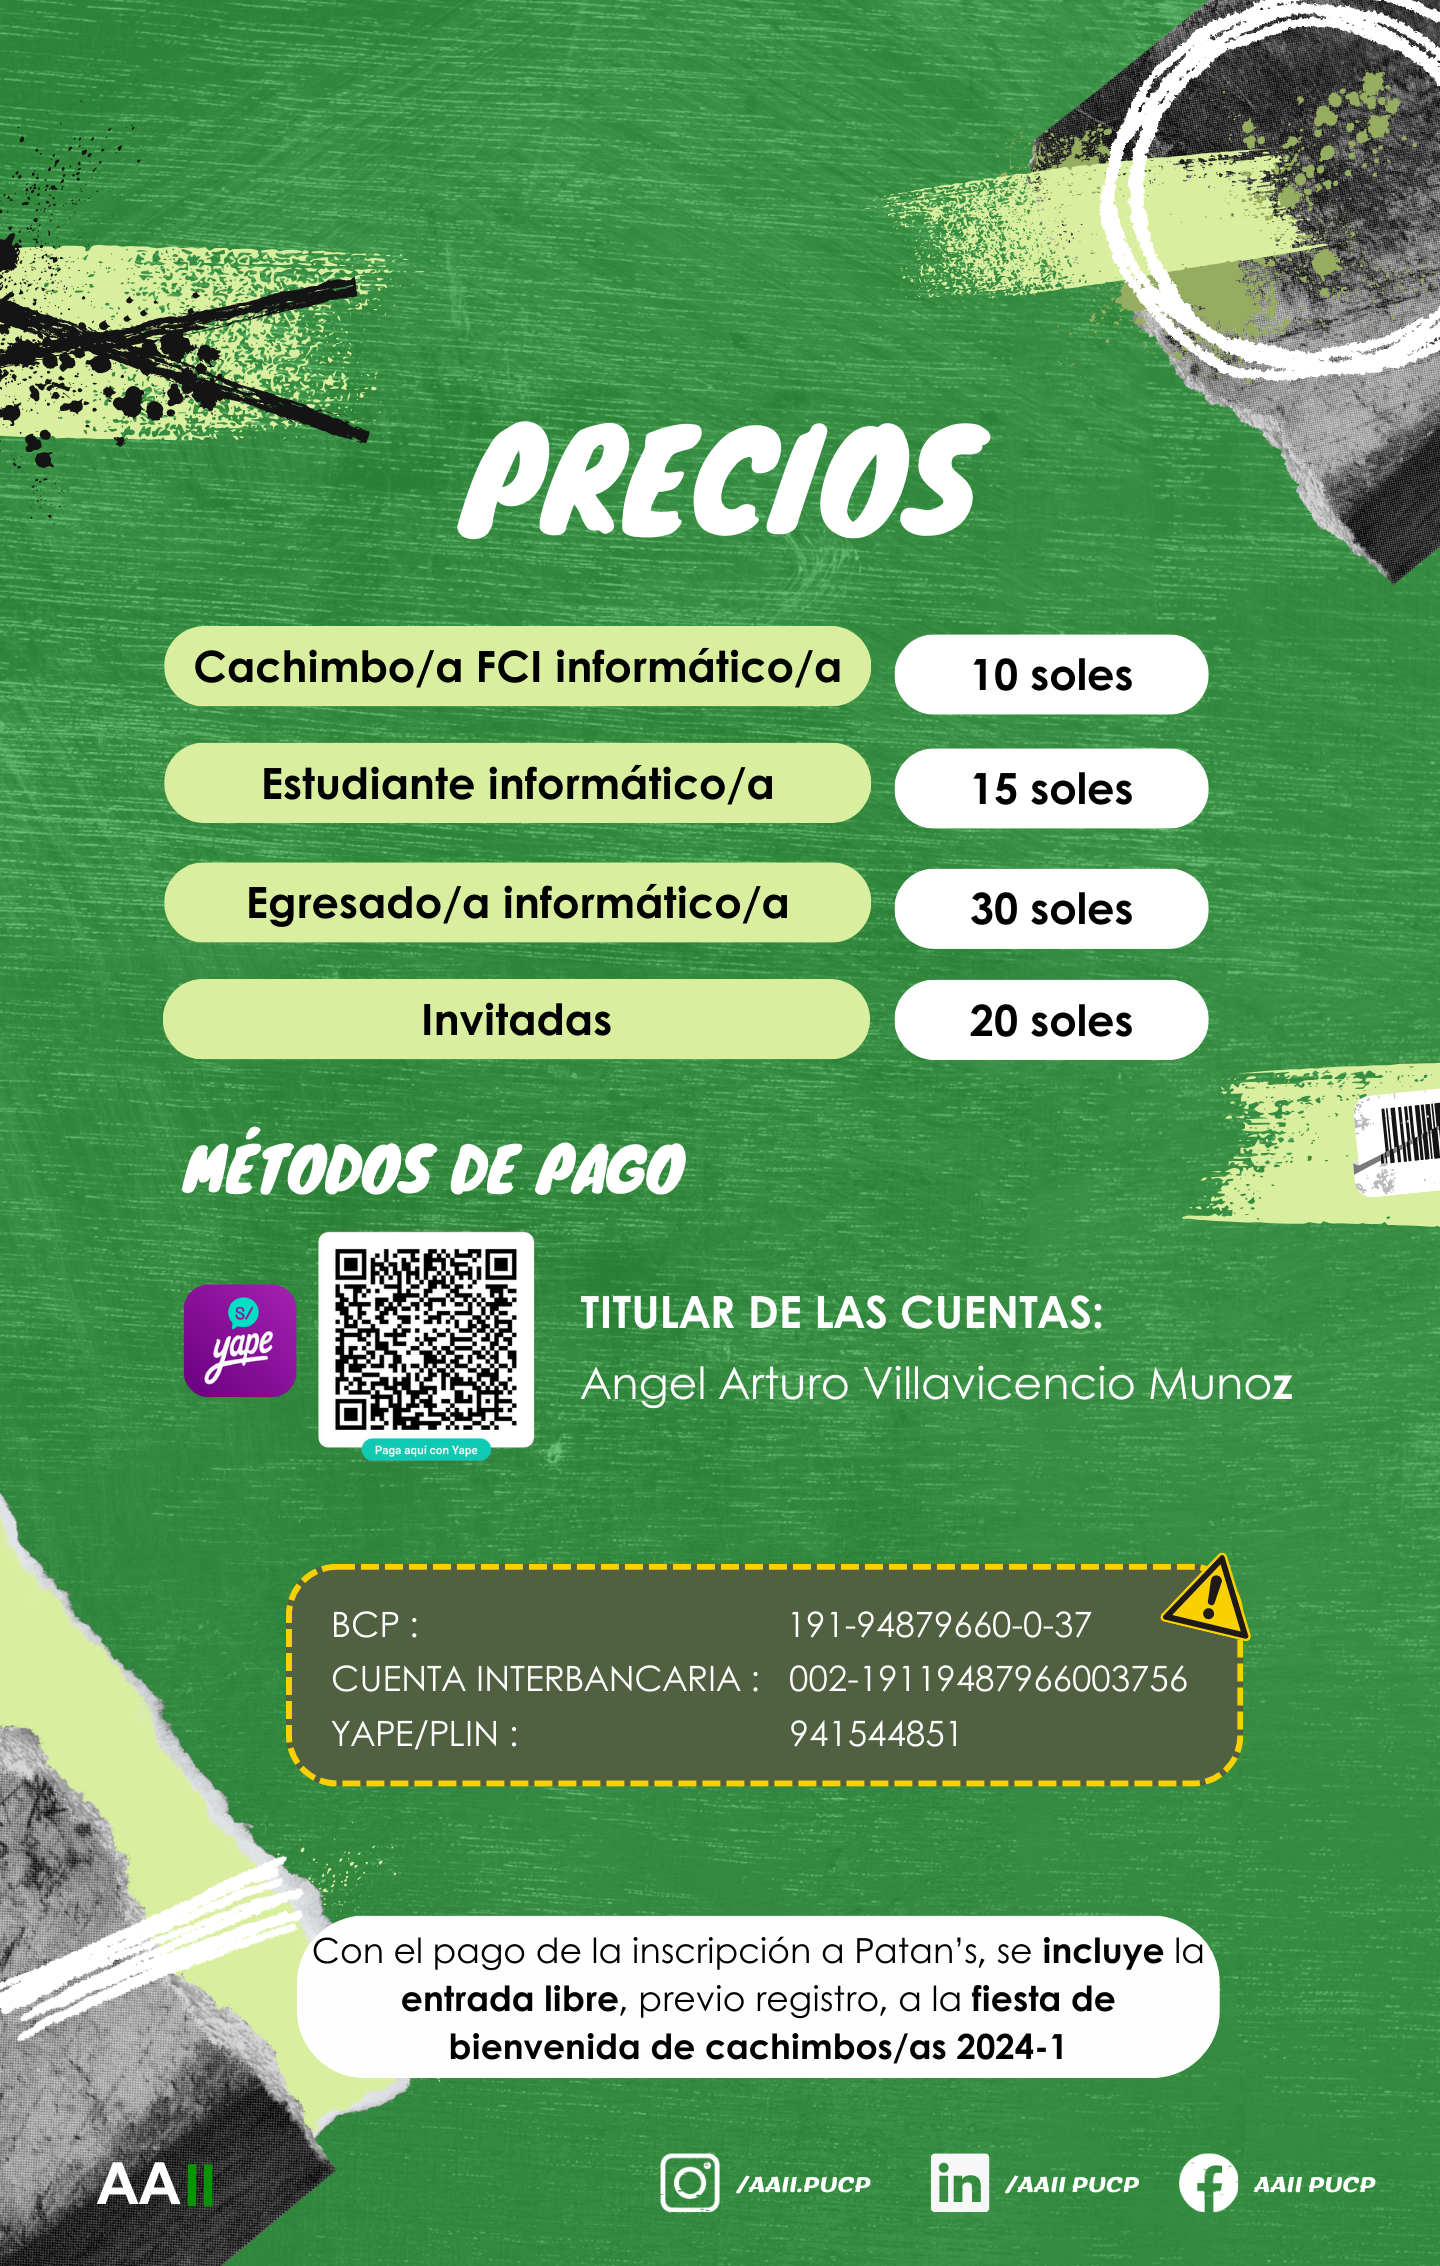 PRECIOS
Cachimbo/a FCI informático/a
10 soles
Estudiante informático/a
15 soles
Egresado/a informático/a
30 soles
Invitadas
20 soles
MÉTODOS DE PAGO
S/
yape
Paga aquí con Yape
TITULAR DE LAS CUENTAS:
Angel Arturo Villavicencio Munoz
BCP : 191-94879660-0-37
CUENTA INTERBANCARIA : 002-19119487966003756
YAPE/PLIN : 941544851
Con el pago de la inscripción a Patan’s, se incluye la
entrada libre, previo registro, a la fiesta de
bienvenida de cachimbos/as 2024-1
AAII
/AAII.PUCP
in
/AAII PUCP
AAII PUCP